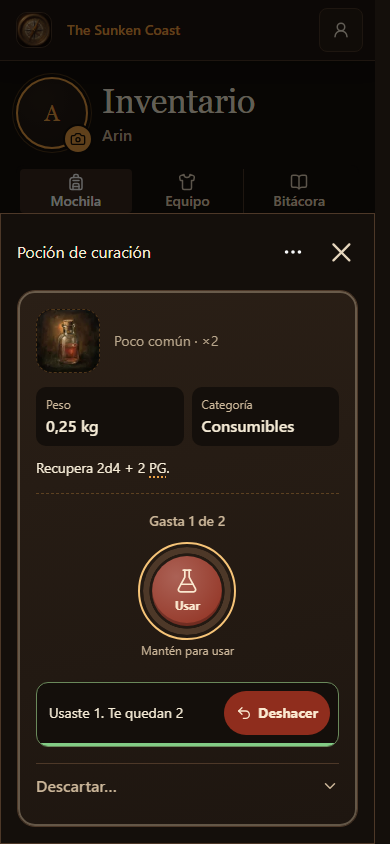 The Sunken Coast
A
Inventario
Arin
Mochila
Equipo
Bitácora
Poción de curación
Poco común · ×2
Peso
0,25 kg
Categoría
Consumibles
Recupera 2d4 + 2 PG.
Gasta 1 de 2
Usar
Mantén para usar
Usaste 1. Te quedan 2
Deshacer
Descartar...